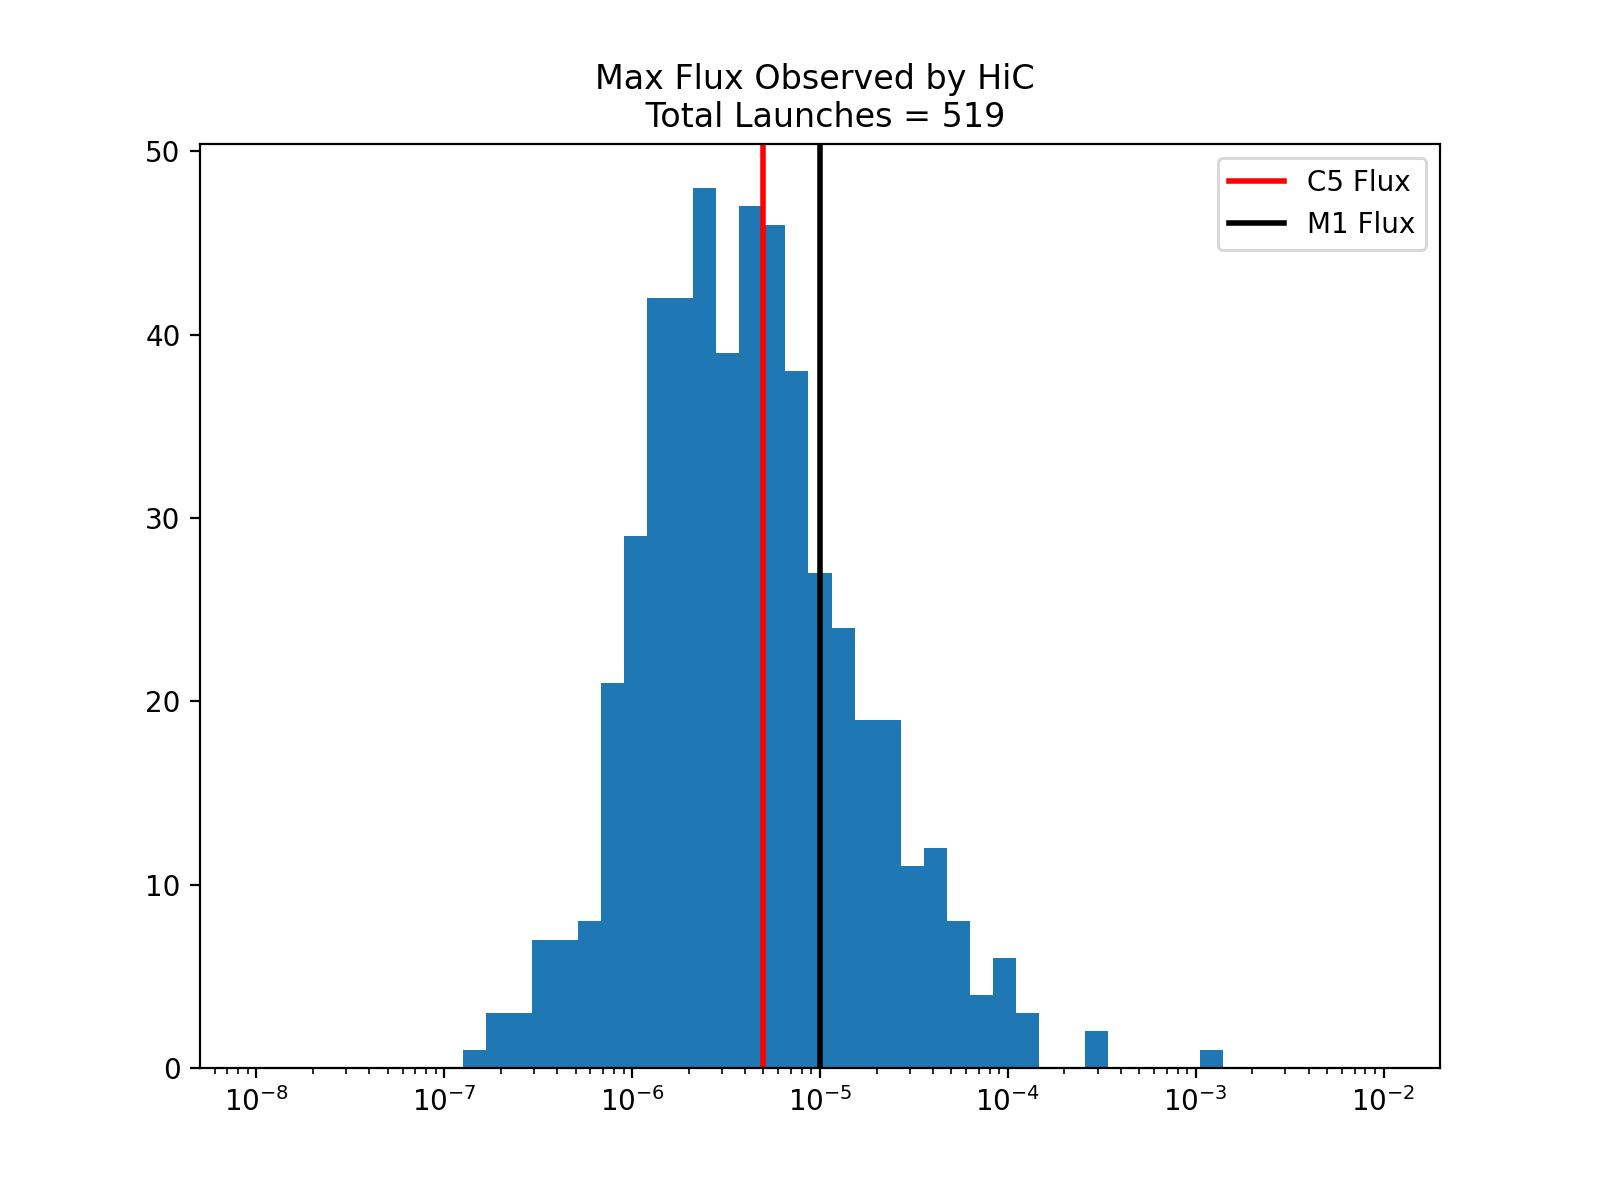 Max Flux Observed by HiC
Total Launches = 519
C5 Flux
M1 Flux
50
40
30
20
10
0
10⁻⁸ 10⁻⁷ 10⁻⁶ 10⁻⁵ 10⁻⁴ 10⁻³ 10⁻²